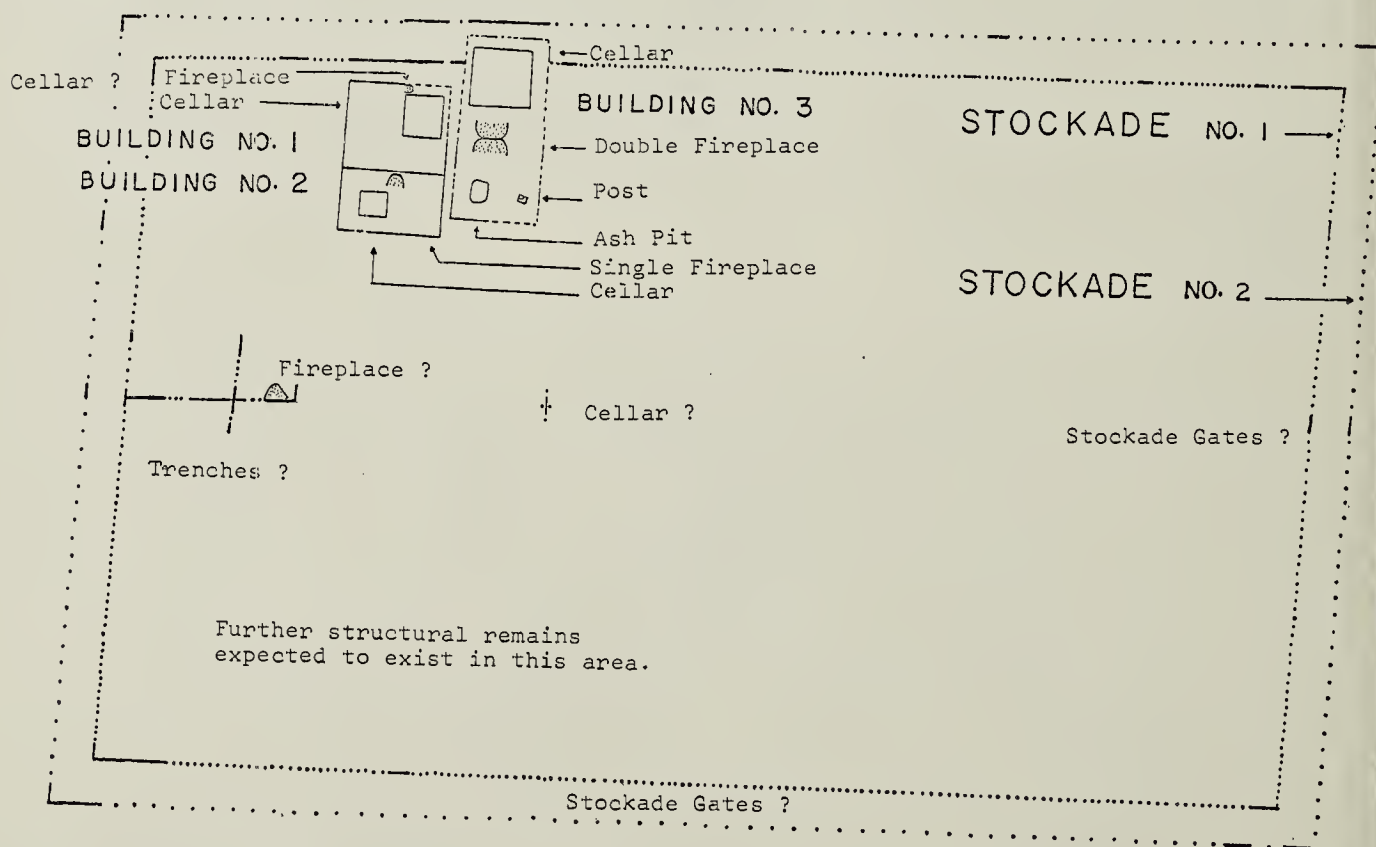 Cellar
Cellar ?
Fireplace
Cellar
BUILDING NO. 3
STOCKADE NO. 1
BUILDING NO. 1
Double Fireplace
BUILDING NO. 2
Post
Ash Pit
Single Fireplace
Cellar
STOCKADE NO. 2
Fireplace ?
Cellar ?
Stockade Gates ?
Trenches ?
Further structural remains
expected to exist in this area.
Stockade Gates ?